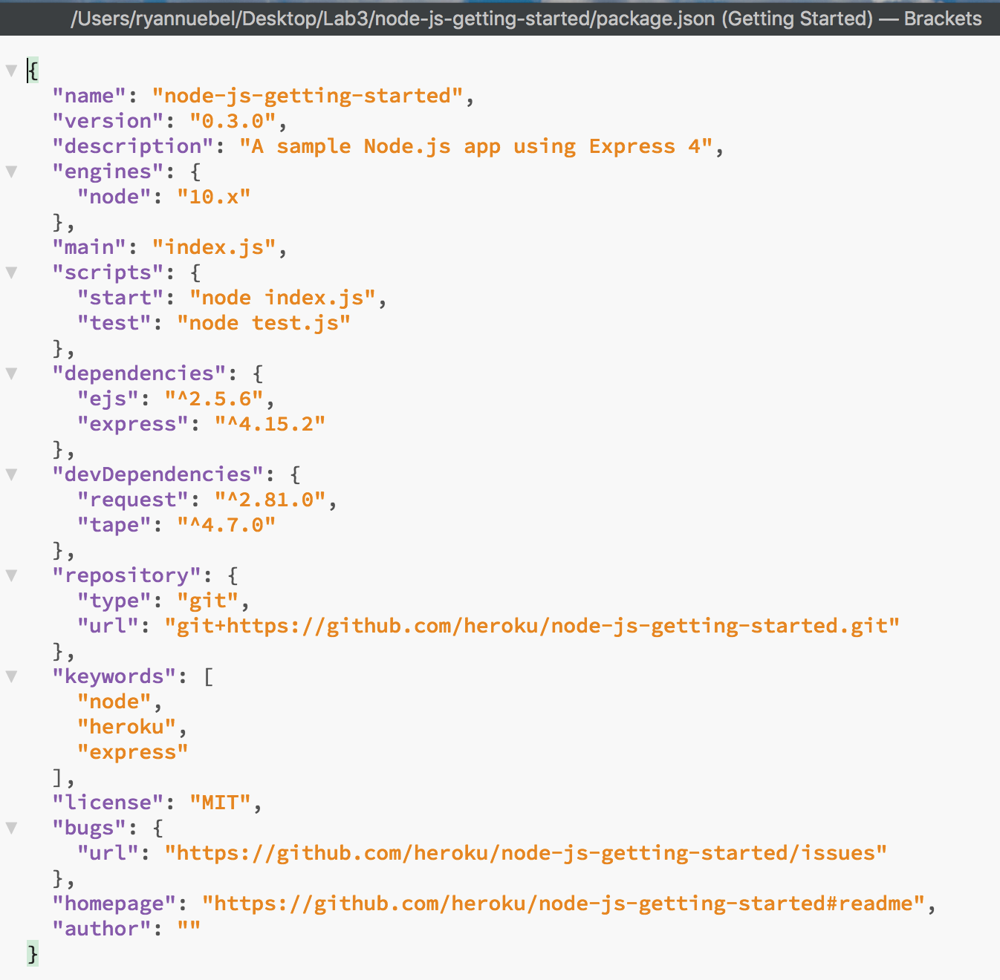 /Users/ryannuebel/Desktop/Lab3/node-js-getting-started/package.json (Getting Started) — Brackets
{
  "name": "node-js-getting-started",
  "version": "0.3.0",
  "description": "A sample Node.js app using Express 4",
  "engines": {
    "node": "10.x"
  },
  "main": "index.js",
  "scripts": {
    "start": "node index.js",
    "test": "node test.js"
  },
  "dependencies": {
    "ejs": "^2.5.6",
    "express": "^4.15.2"
  },
  "devDependencies": {
    "request": "^2.81.0",
    "tape": "^4.7.0"
  },
  "repository": {
    "type": "git",
    "url": "git+https://github.com/heroku/node-js-getting-started.git"
  },
  "keywords": [
    "node",
    "heroku",
    "express"
  ],
  "license": "MIT",
  "bugs": {
    "url": "https://github.com/heroku/node-js-getting-started/issues"
  },
  "homepage": "https://github.com/heroku/node-js-getting-started#readme",
  "author": ""
}